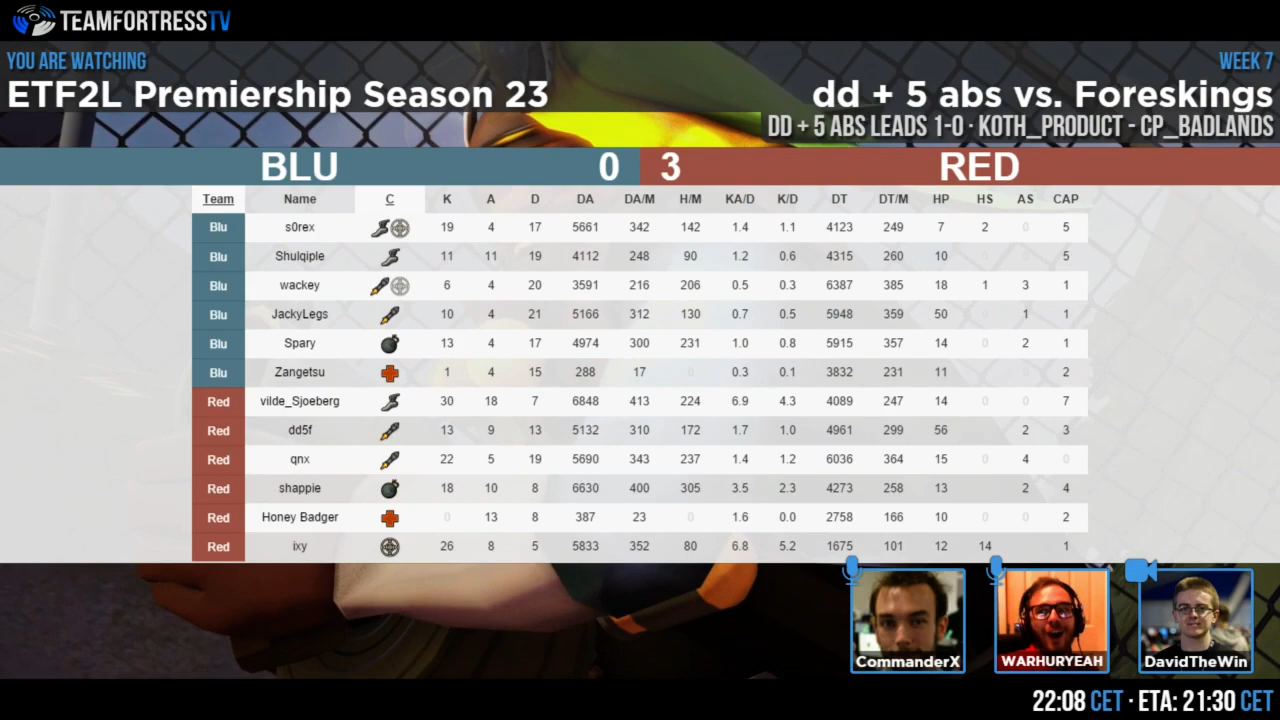 TEAMFORTRESSTV
YOU ARE WATCHING
ETF2L Premiership Season 23
WEEK 7
dd + 5 abs vs. Foreskings
DD + 5 ABS LEADS 1-0 · KOTH_PRODUCT - CP_BADLANDS
BLU 0 3 RED
Team Name C K A D DA DA/M H/M KA/D K/D DT DT/M HP HS AS CAP
Blu s0rex 19 4 17 5661 342 142 1.4 1.1 4123 249 7 2 0 5
Blu Shulqiple 11 11 19 4112 248 90 1.2 0.6 4315 260 10 5
Blu wackey 6 4 20 3591 216 206 0.5 0.3 6387 385 18 1 3 1
Blu JackyLegs 10 4 21 5166 312 130 0.7 0.5 5948 359 50 1 1
Blu Spary 13 4 17 4974 300 231 1.0 0.8 5915 357 14 0 2 1
Blu Zangetsu 1 4 15 288 17 0 0.3 0.1 3832 231 11 2
Red vilde_Sjoeberg 30 18 7 6848 413 224 6.9 4.3 4089 247 14 0 0 7
Red dd5f 13 9 13 5132 310 172 1.7 1.0 4961 299 56 2 3
Red qnx 22 5 19 5690 343 237 1.4 1.2 6036 364 15 0 4 0
Red shappie 18 10 8 6630 400 305 3.5 2.3 4273 258 13 2 4
Red Honey Badger 0 13 8 387 23 0 1.6 0.0 2758 166 10 0 0 2
Red ixy 26 8 5 5833 352 80 6.8 5.2 1675 101 12 14 1
CommanderX
WARHURYEAH
DavidTheWin
22:08 CET · ETA: 21:30 CET